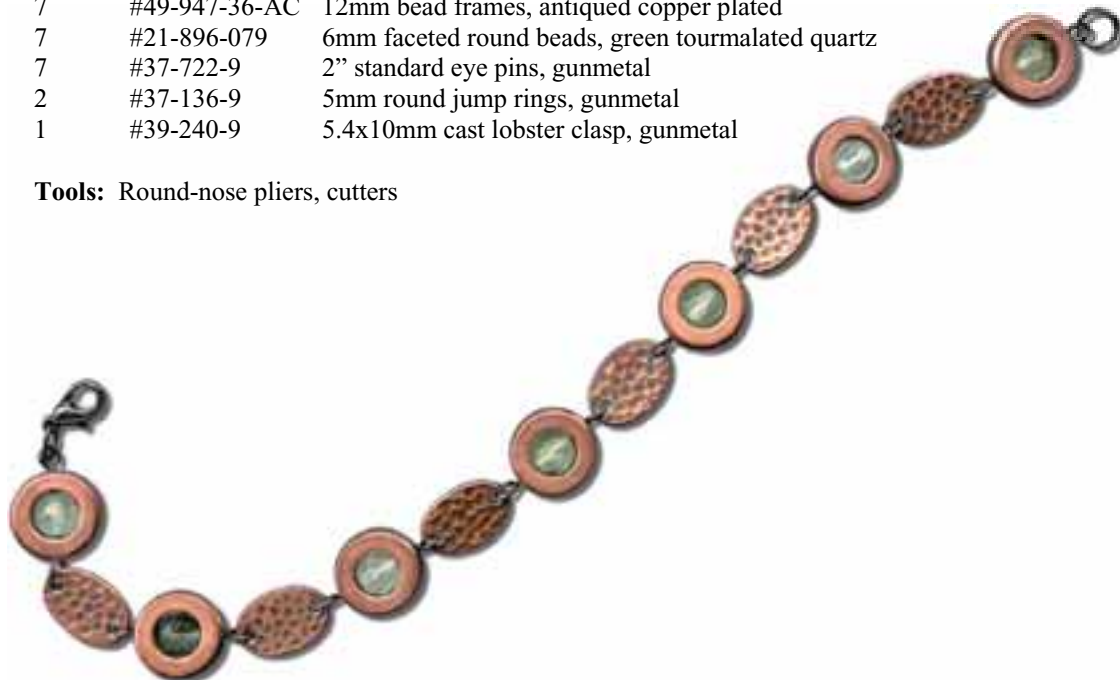 7 #49-947-36-AC 12mm bead frames, antiqued copper plated
7 #21-896-079 6mm faceted round beads, green tourmalated quartz
7 #37-722-9 2” standard eye pins, gunmetal
2 #37-136-9 5mm round jump rings, gunmetal
1 #39-240-9 5.4x10mm cast lobster clasp, gunmetal
Tools: Round-nose pliers, cutters